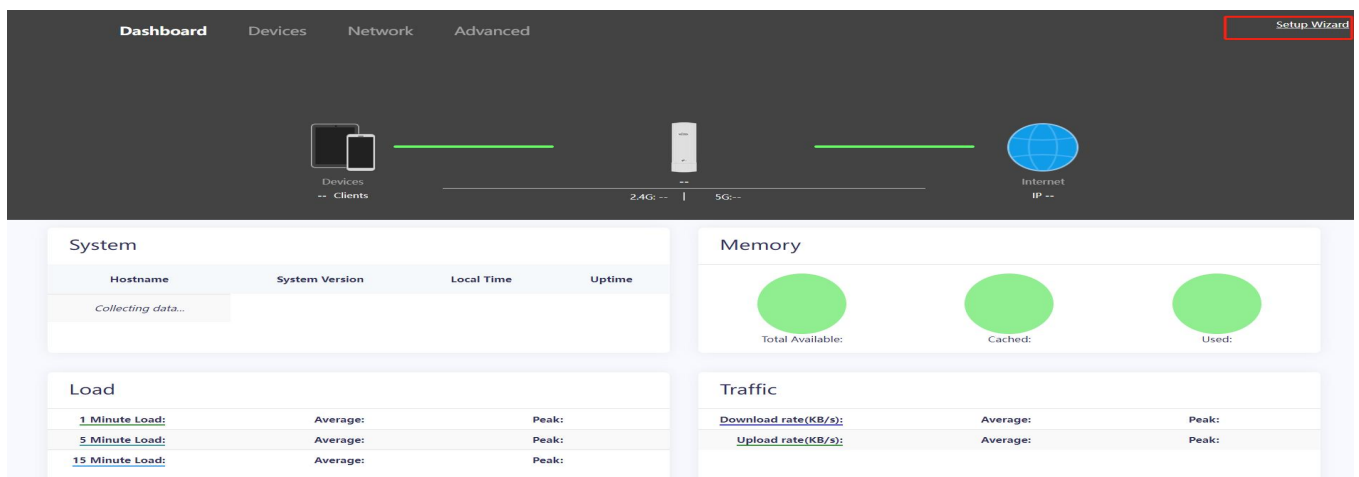 Dashboard Devices Network Advanced Setup Wizard
Devices -- Internet
-- Clients 2.4G: -- | 5G:-- IP --
System
Hostname System Version Local Time Uptime
Collecting data...
Memory
Total Available: Cached: Used:
Load
1 Minute Load: Average: Peak:
5 Minute Load: Average: Peak:
15 Minute Load: Average: Peak:
Traffic
Download rate(KB/s): Average: Peak:
Upload rate(KB/s): Average: Peak: